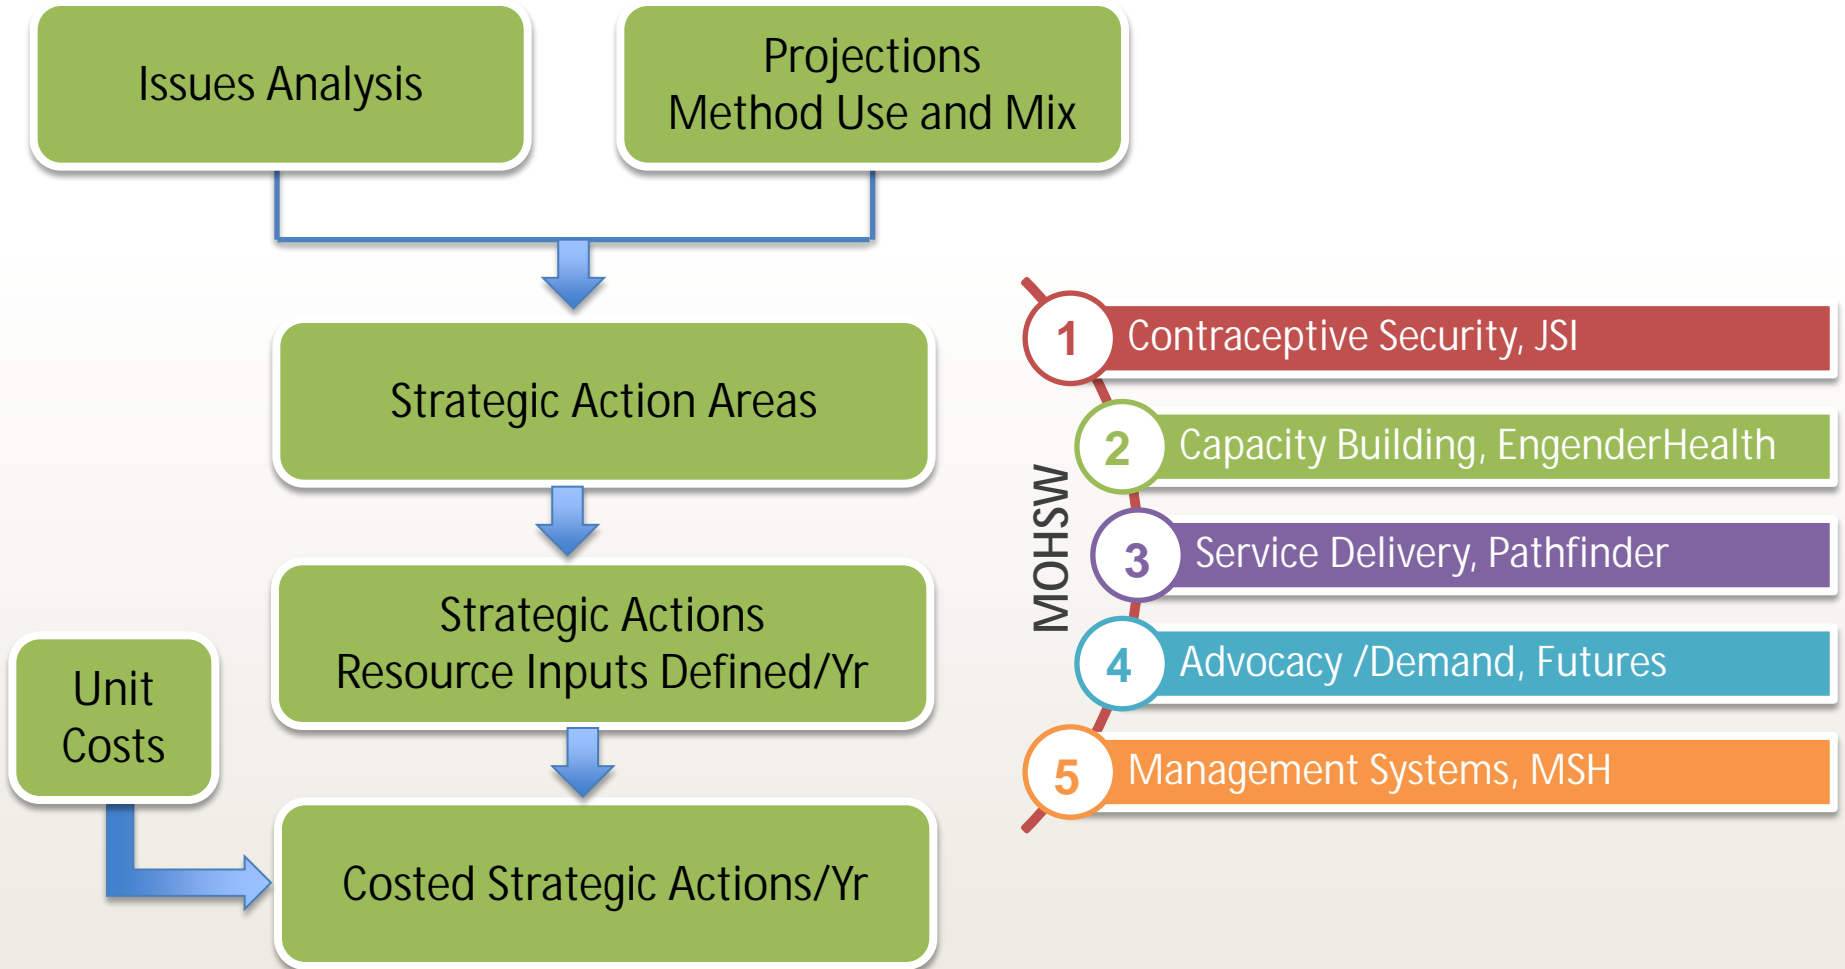 Issues Analysis
Projections
Method Use and Mix
Strategic Action Areas
Strategic Actions
Resource Inputs Defined/Yr
Unit
Costs
Costed Strategic Actions/Yr
MOHSW
1 Contraceptive Security, JSI
2 Capacity Building, EngenderHealth
3 Service Delivery, Pathfinder
4 Advocacy /Demand, Futures
5 Management Systems, MSH